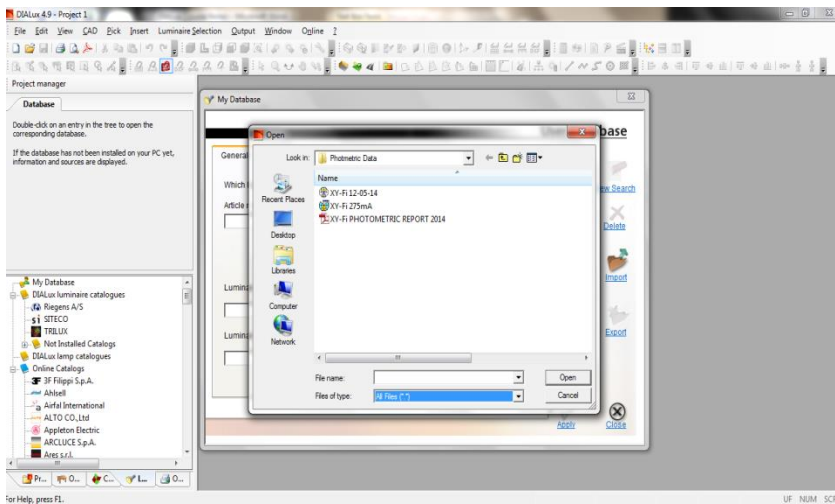 DIALux 4.9 - Project 1
File Edit View CAD Pick Insert Luminaire Selection Output Window Online ?
Project manager
Database
Double-click on an entry in the tree to open the
corresponding database.
If the database has not been installed on your PC yet,
information and sources are displayed.
My Database
DIALux luminaire catalogues
Riegens A/S
SITECO
TRILUX
Not Installed Catalogs
DIALux lamp catalogues
Online Catalogs
3F Filippi S.p.A.
Ahlsell
Airfal International
ALTO CO.,Ltd
Appleton Electric
ARCLUCE S.p.A.
Ares s.r.l.
Pr... O... C... L... O...
For Help, press F1.
My Database
base
General
Which
Article
Lumina
Lumina
ew Search
Delete
Import
Export
Apply
Close
Open
Look in: Photmetric Data
Recent Places
Desktop
Libraries
Computer
Network
Name
XY-Fi 12-05-14
XY-Fi 275mA
XY-Fi PHOTOMETRIC REPORT 2014
File name:
Open
Files of type: All Files (*.*)
Cancel
UF NUM SC